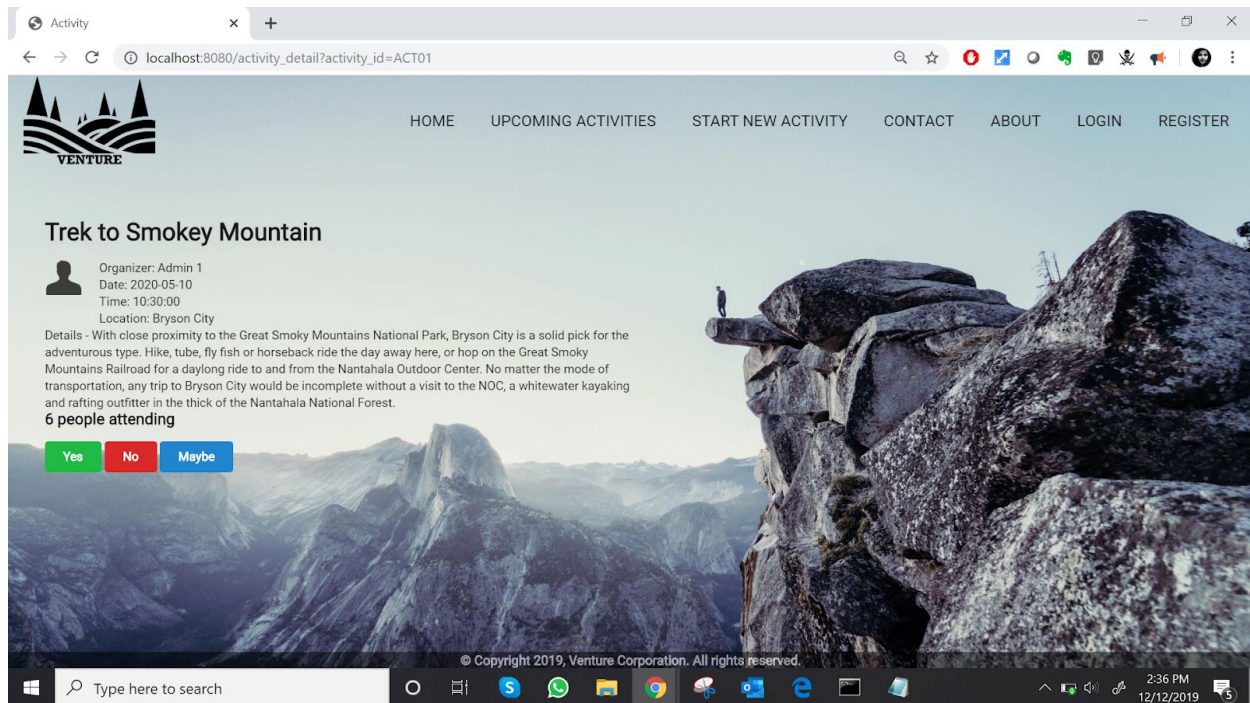 Activity
localhost:8080/activity_detail?activity_id=ACT01
VENTURE
HOME UPCOMING ACTIVITIES START NEW ACTIVITY CONTACT ABOUT LOGIN REGISTER
Trek to Smokey Mountain
Organizer: Admin 1
Date: 2020-05-10
Time: 10:30:00
Location: Bryson City
Details - With close proximity to the Great Smoky Mountains National Park, Bryson City is a solid pick for the
adventurous type. Hike, tube, fly fish or horseback ride the day away here, or hop on the Great Smoky
Mountains Railroad for a daylong ride to and from the Nantahala Outdoor Center. No matter the mode of
transportation, any trip to Bryson City would be incomplete without a visit to the NOC, a whitewater kayaking
and rafting outfitter in the thick of the Nantahala National Forest.
6 people attending
Yes No Maybe
© Copyright 2019, Venture Corporation. All rights reserved.
Type here to search
2:36 PM
12/12/2019
5